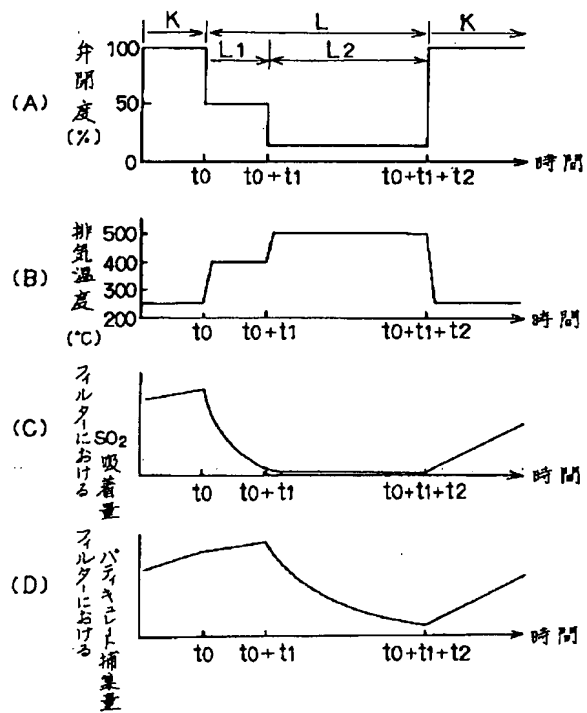 K L K
L1 L2
(A)
弁開度
(%)
100
50
0
t0 t0+t1 t0+t1+t2 時間
(B)
排気温度
(°C)
500
400
300
200
t0 t0+t1 t0+t1+t2 時間
(C)
フィルターにおける
SO2吸着量
t0 t0+t1 t0+t1+t2 時間
(D)
フィルターにおける
パティキュレート捕集量
t0 t0+t1 t0+t1+t2 時間